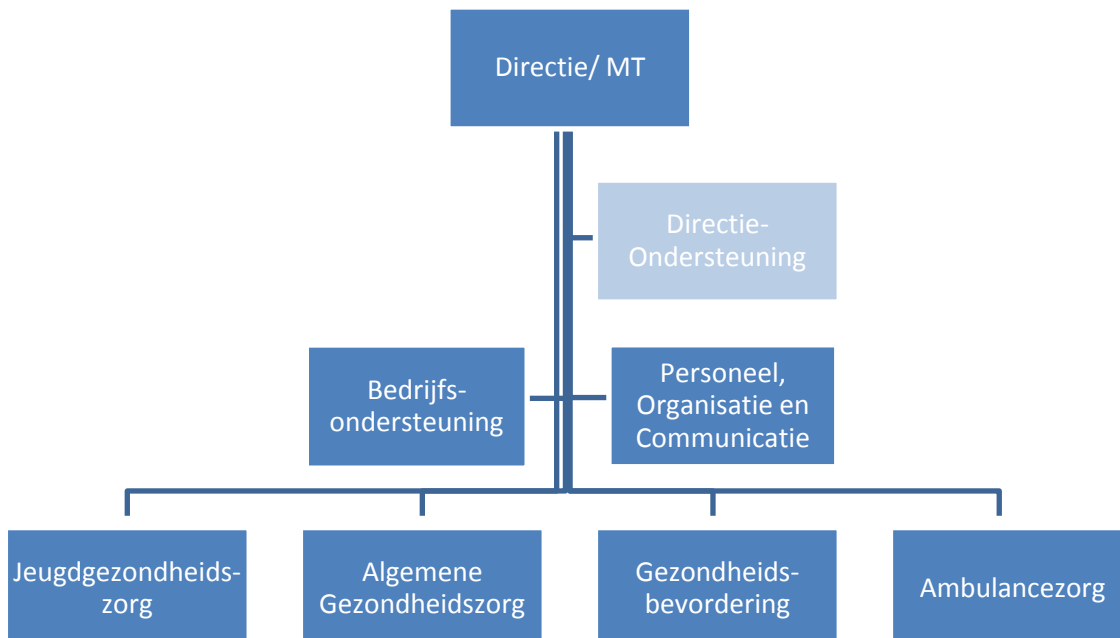 Directie/ MT
Directie-
Ondersteuning
Bedrijfs-
ondersteuning
Personeel,
Organisatie en
Communicatie
Jeugdgezondheids-
zorg
Algemene
Gezondheidszorg
Gezondheids-
bevordering
Ambulancezorg